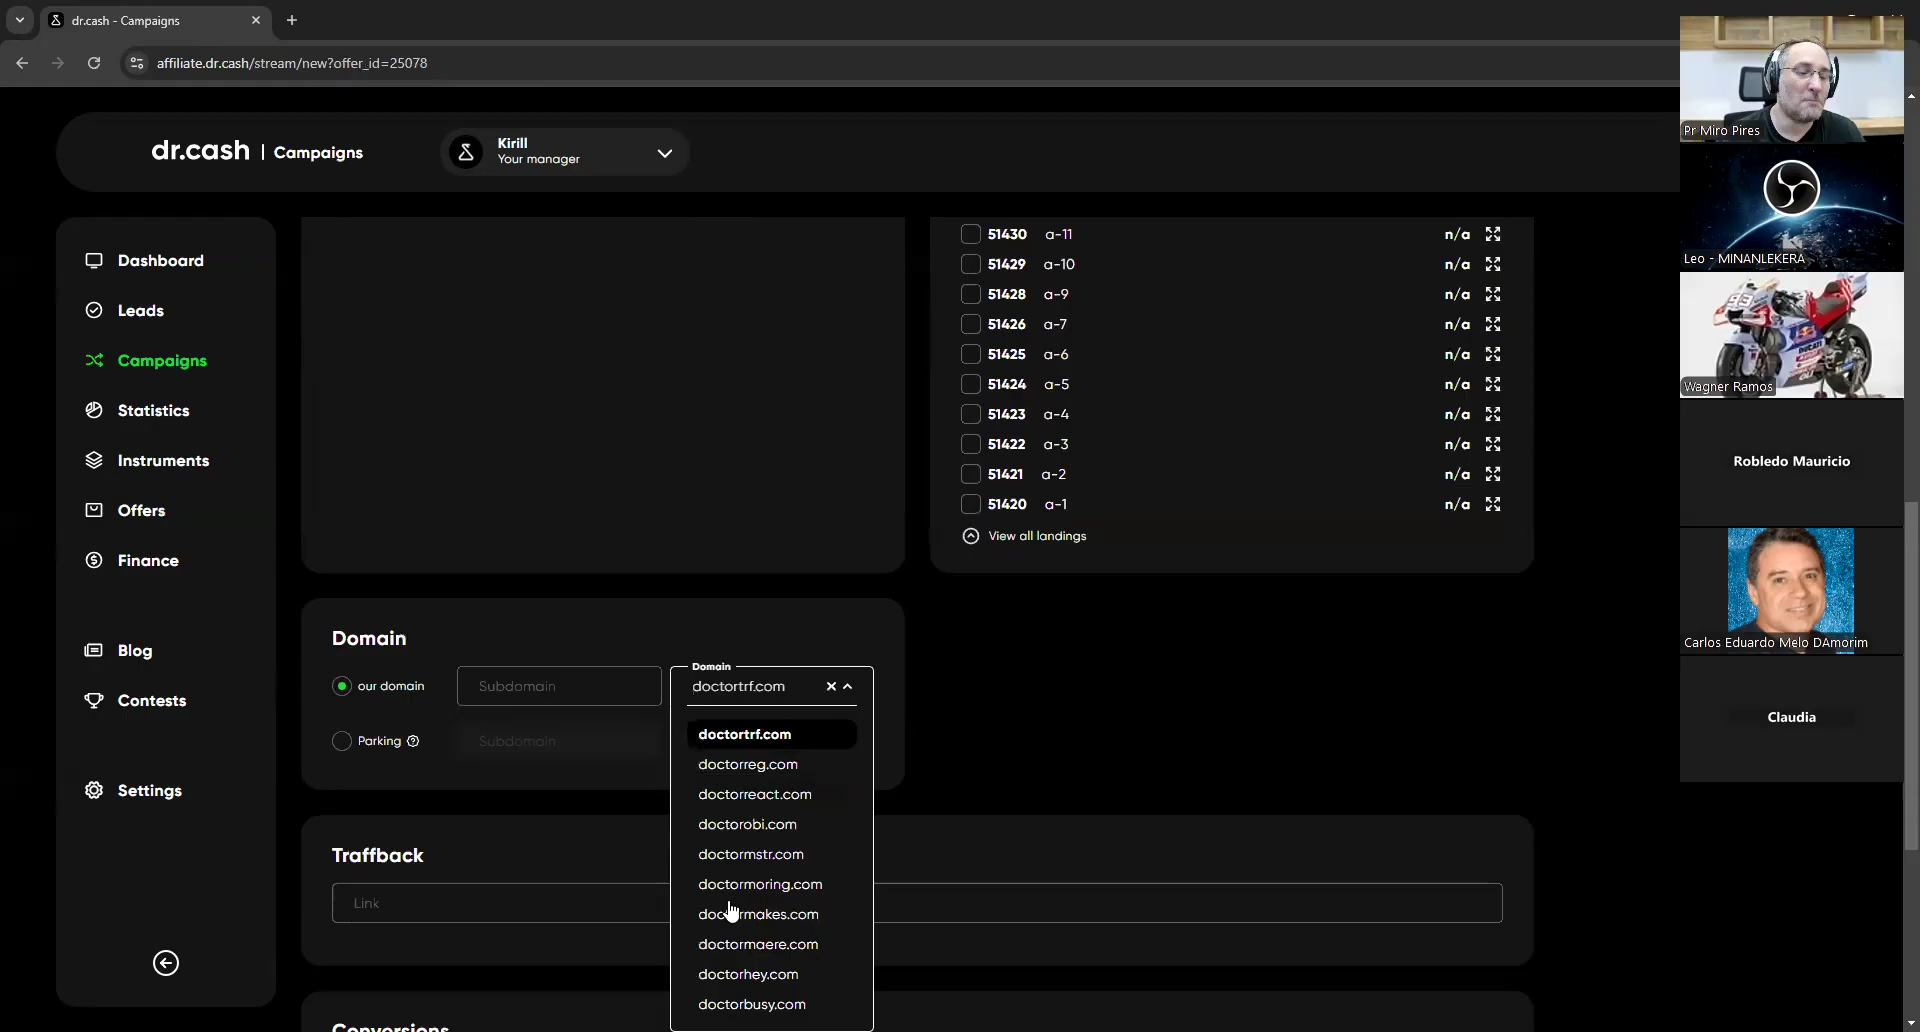 dr.cash - Campaigns
affiliate.dr.cash/stream/new?offer_id=25078
dr.cash | Campaigns
Kirill
Your manager
Dashboard
Leads
Campaigns
Statistics
Instruments
Offers
Finance
Blog
Contests
Settings
51430 a-11 n/a
51429 a-10 n/a
51428 a-9 n/a
51426 a-7 n/a
51425 a-6 n/a
51424 a-5 n/a
51423 a-4 n/a
51422 a-3 n/a
51421 a-2 n/a
51420 a-1 n/a
View all landings
Domain
our domain
Subdomain
Domain
doctortrf.com
Parking
Subdomain
doctortrf.com
doctorreg.com
doctorreact.com
doctorobi.com
doctormstr.com
doctormoring.com
doctormakes.com
doctormaere.com
doctorhey.com
doctorbusy.com
Traffback
Link
Conversions
Pr Miro Pires
Leo - MINANLEKERA
93
Wagner Ramos
Robledo Mauricio
Carlos Eduardo Melo DAmorim
Claudia